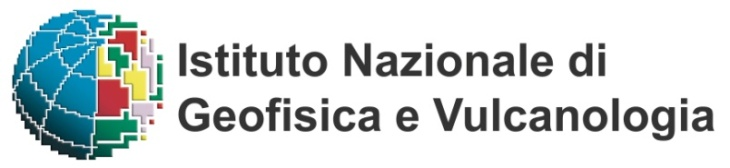 Istituto Nazionale di
Geofisica e Vulcanologia